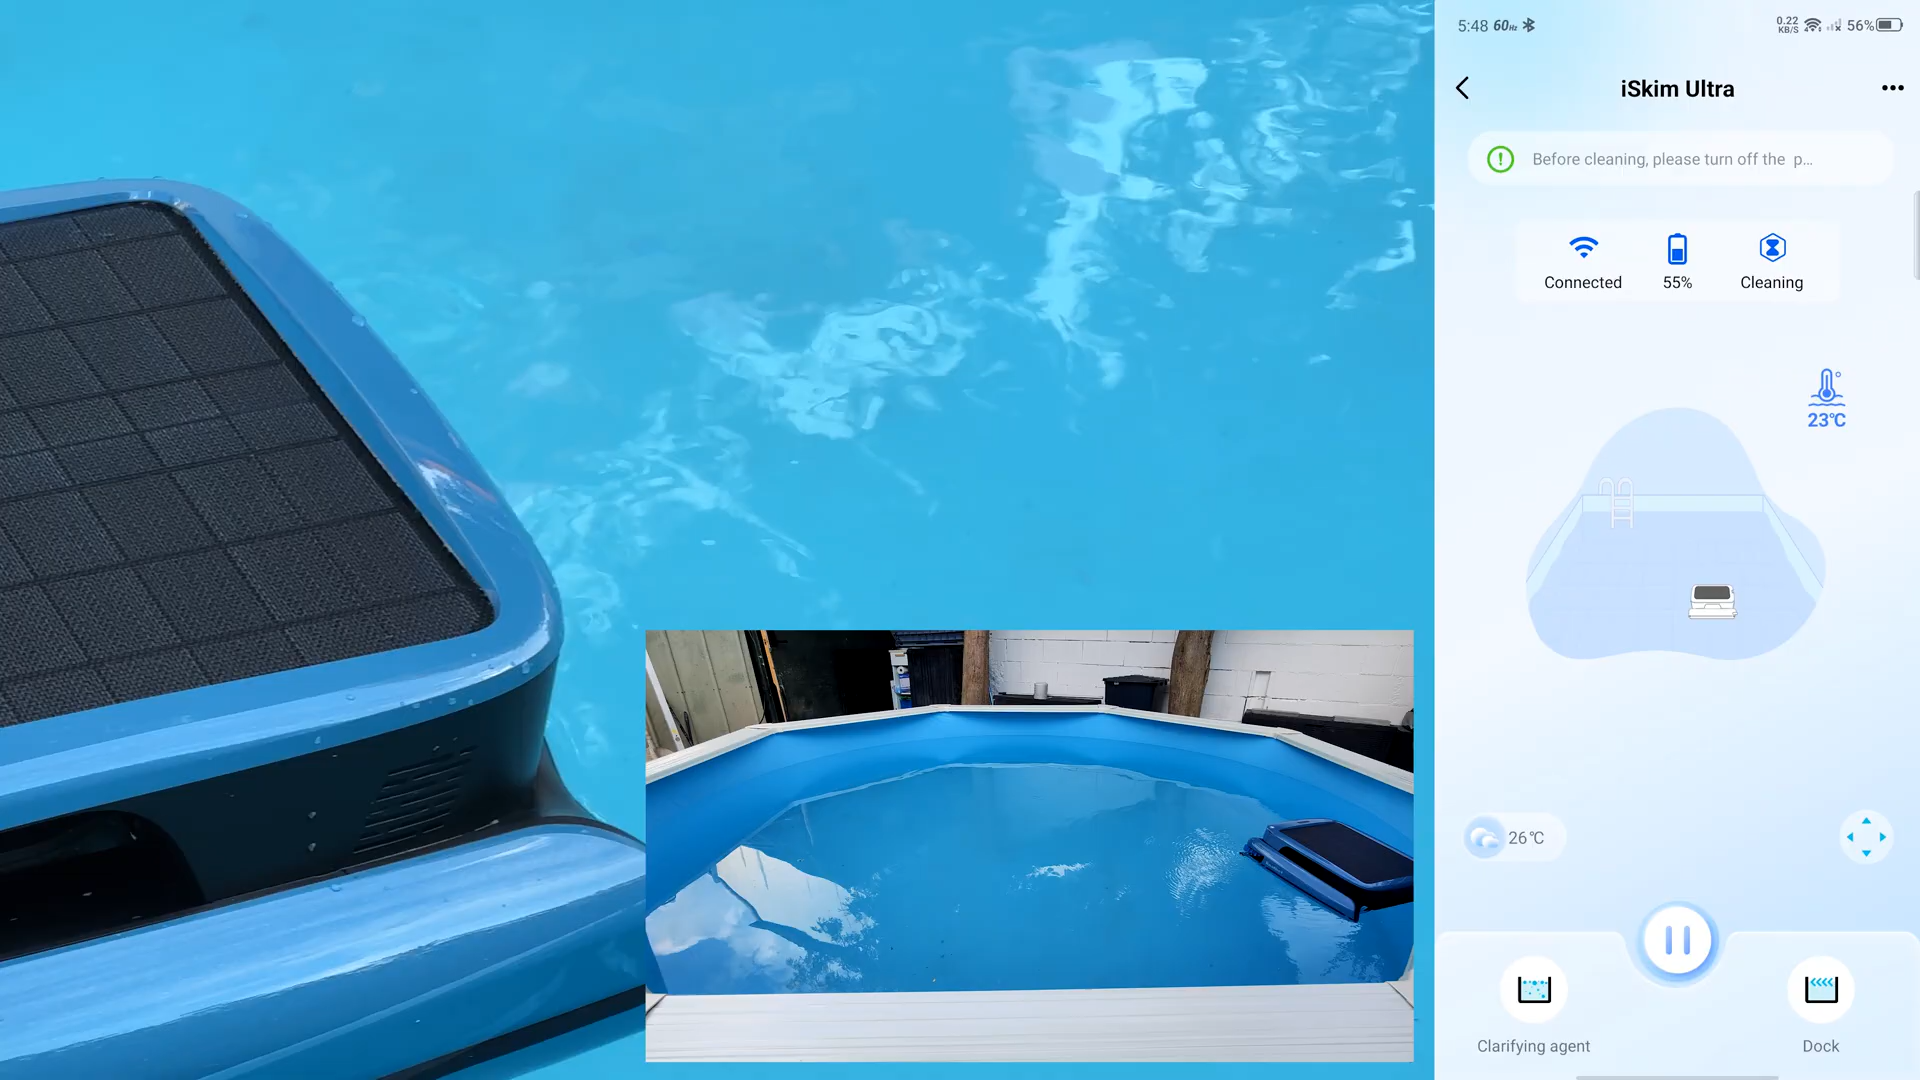 5:48 60Hz 0.22 KB/S 56%
iSkim Ultra
Before cleaning, please turn off the p...
Connected 55% Cleaning
23℃
26℃
Clarifying agent Dock